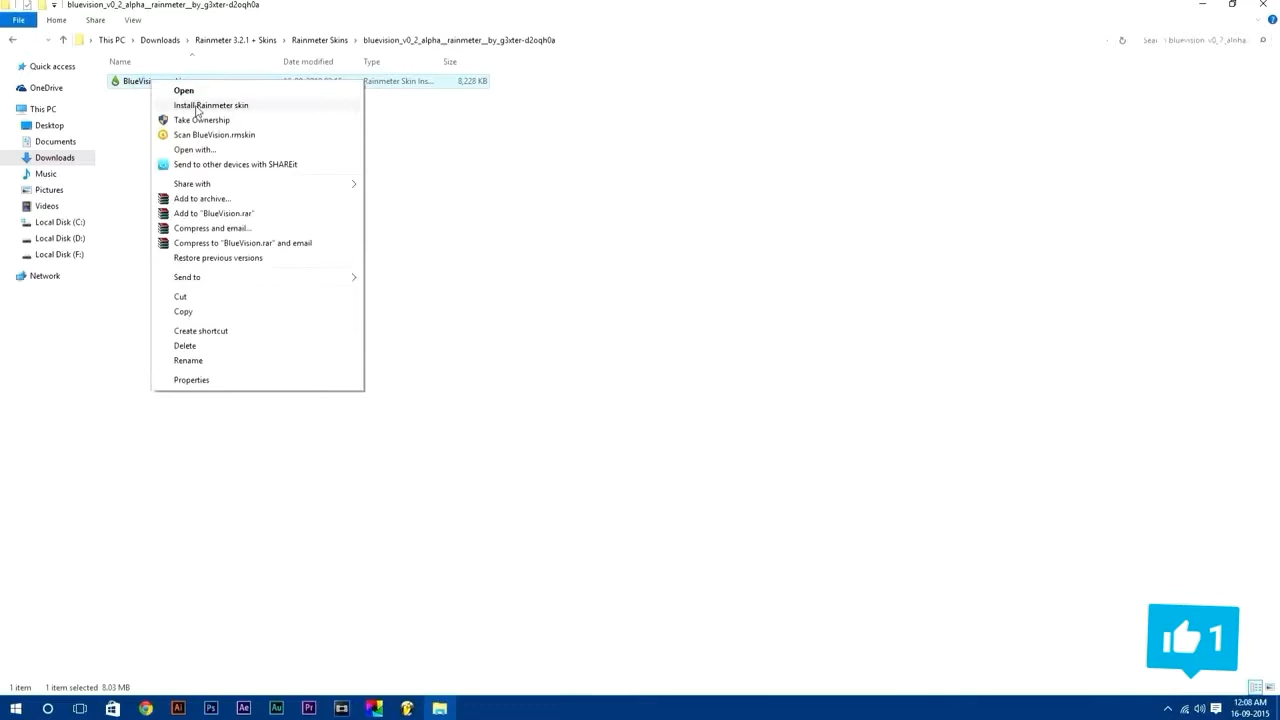 bluevision_v0_2_alpha__rainmeter__by_g3xter-d2oqh0a
File Home Share View
This PC Downloads Rainmeter 3.2.1 + Skins Rainmeter Skins bluevision_v0_2_alpha__rainmeter__by_g3xter-d2oqh0a
Name Date modified Type Size
Quick access
OneDrive
This PC
Desktop
Documents
Downloads
Music
Pictures
Videos
Local Disk (C:)
Local Disk (D:)
Local Disk (F:)
Network
Rainmeter Skin Ins... 8,228 KB
Open
Install Rainmeter skin
Take Ownership
Scan BlueVision.rmskin
Open with...
Send to other devices with SHAREit
Share with
Add to archive...
Add to "BlueVision.rar"
Compress and email...
Compress to "BlueVision.rar" and email
Restore previous versions
Send to
Cut
Copy
Create shortcut
Delete
Rename
Properties
1
1 item 1 item selected 8.03 MB
Ai Ps Ae Au Pr
12:08 AM
16-09-2015